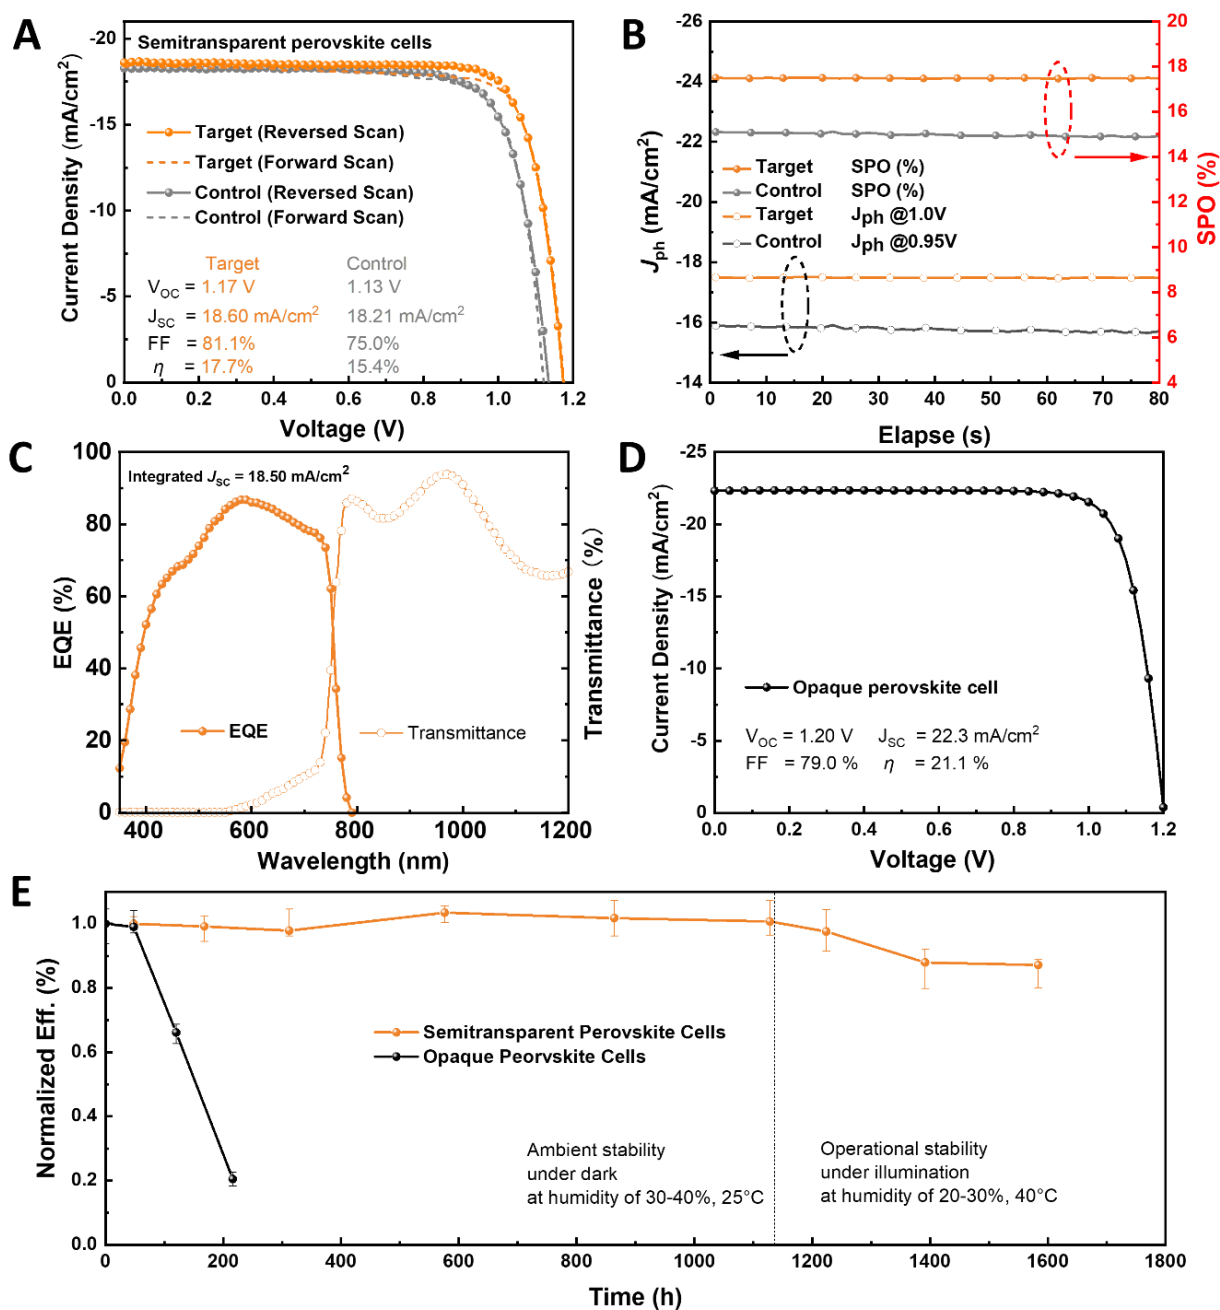 A
Semitransparent perovskite cells
Current Density (mA/cm²)
-20
-15
-10
-5
0
Target (Reversed Scan)
Target (Forward Scan)
Control (Reversed Scan)
Control (Forward Scan)
Target Control
V_OC = 1.17 V 1.13 V
J_SC = 18.60 mA/cm² 18.21 mA/cm²
FF = 81.1% 75.0%
η = 17.7% 15.4%
0.0 0.2 0.4 0.6 0.8 1.0 1.2
Voltage (V)
B
J_ph (mA/cm²)
-26
-24
-22
-20
-18
-16
-14
Target SPO (%)
Control SPO (%)
Target J_ph @1.0V
Control J_ph @0.95V
20
18
16
14
12
10
8
6
4
SPO (%)
0 10 20 30 40 50 60 70 80
Elapse (s)
C
Integrated J_SC = 18.50 mA/cm²
EQE (%)
100
80
60
40
20
0
EQE
Transmittance
Transmittance (%)
400 600 800 1000 1200
Wavelength (nm)
D
Current Density (mA/cm²)
-25
-20
-15
-10
-5
0
Opaque perovskite cell
V_OC = 1.20 V J_SC = 22.3 mA/cm²
FF = 79.0 % η = 21.1 %
0.0 0.2 0.4 0.6 0.8 1.0 1.2
Voltage (V)
E
Normalized Eff. (%)
1.0
0.8
0.6
0.4
0.2
0.0
Semitransparent Perovskite Cells
Opaque Peorvskite Cells
Ambient stability
under dark
at humidity of 30-40%, 25°C
Operational stability
under illumination
at humidity of 20-30%, 40°C
0 200 400 600 800 1000 1200 1400 1600 1800
Time (h)